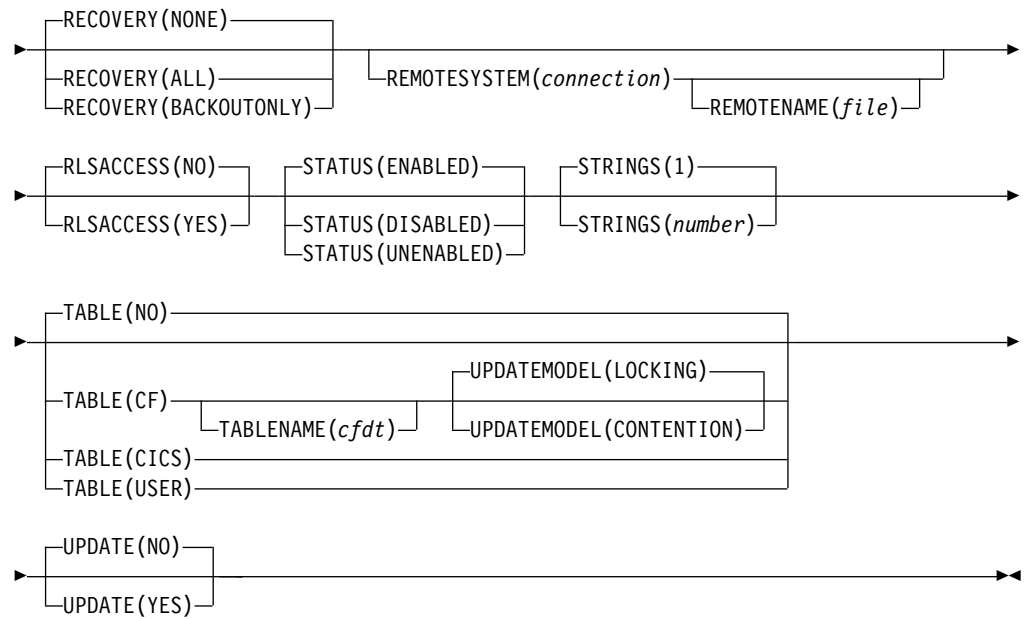 RECOVERY(NONE)
RECOVERY(ALL)
RECOVERY(BACKOUTONLY)
REMOTESYSTEM(connection)
REMOTENAME(file)
RLSACCESS(NO)
RLSACCESS(YES)
STATUS(ENABLED)
STATUS(DISABLED)
STATUS(UNENABLED)
STRINGS(1)
STRINGS(number)
TABLE(NO)
TABLE(CF)
TABLENAME(cfdt)
UPDATEMODEL(LOCKING)
UPDATEMODEL(CONTENTION)
TABLE(CICS)
TABLE(USER)
UPDATE(NO)
UPDATE(YES)